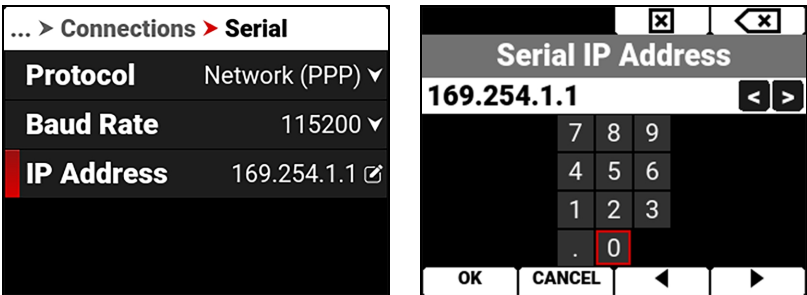 ... ➤ Connections ➤ Serial
Protocol Network (PPP)
Baud Rate 115200
IP Address 169.254.1.1
Serial IP Address
169.254.1.1 < >
7 8 9
4 5 6
1 2 3
. 0
OK CANCEL ◀ ▶